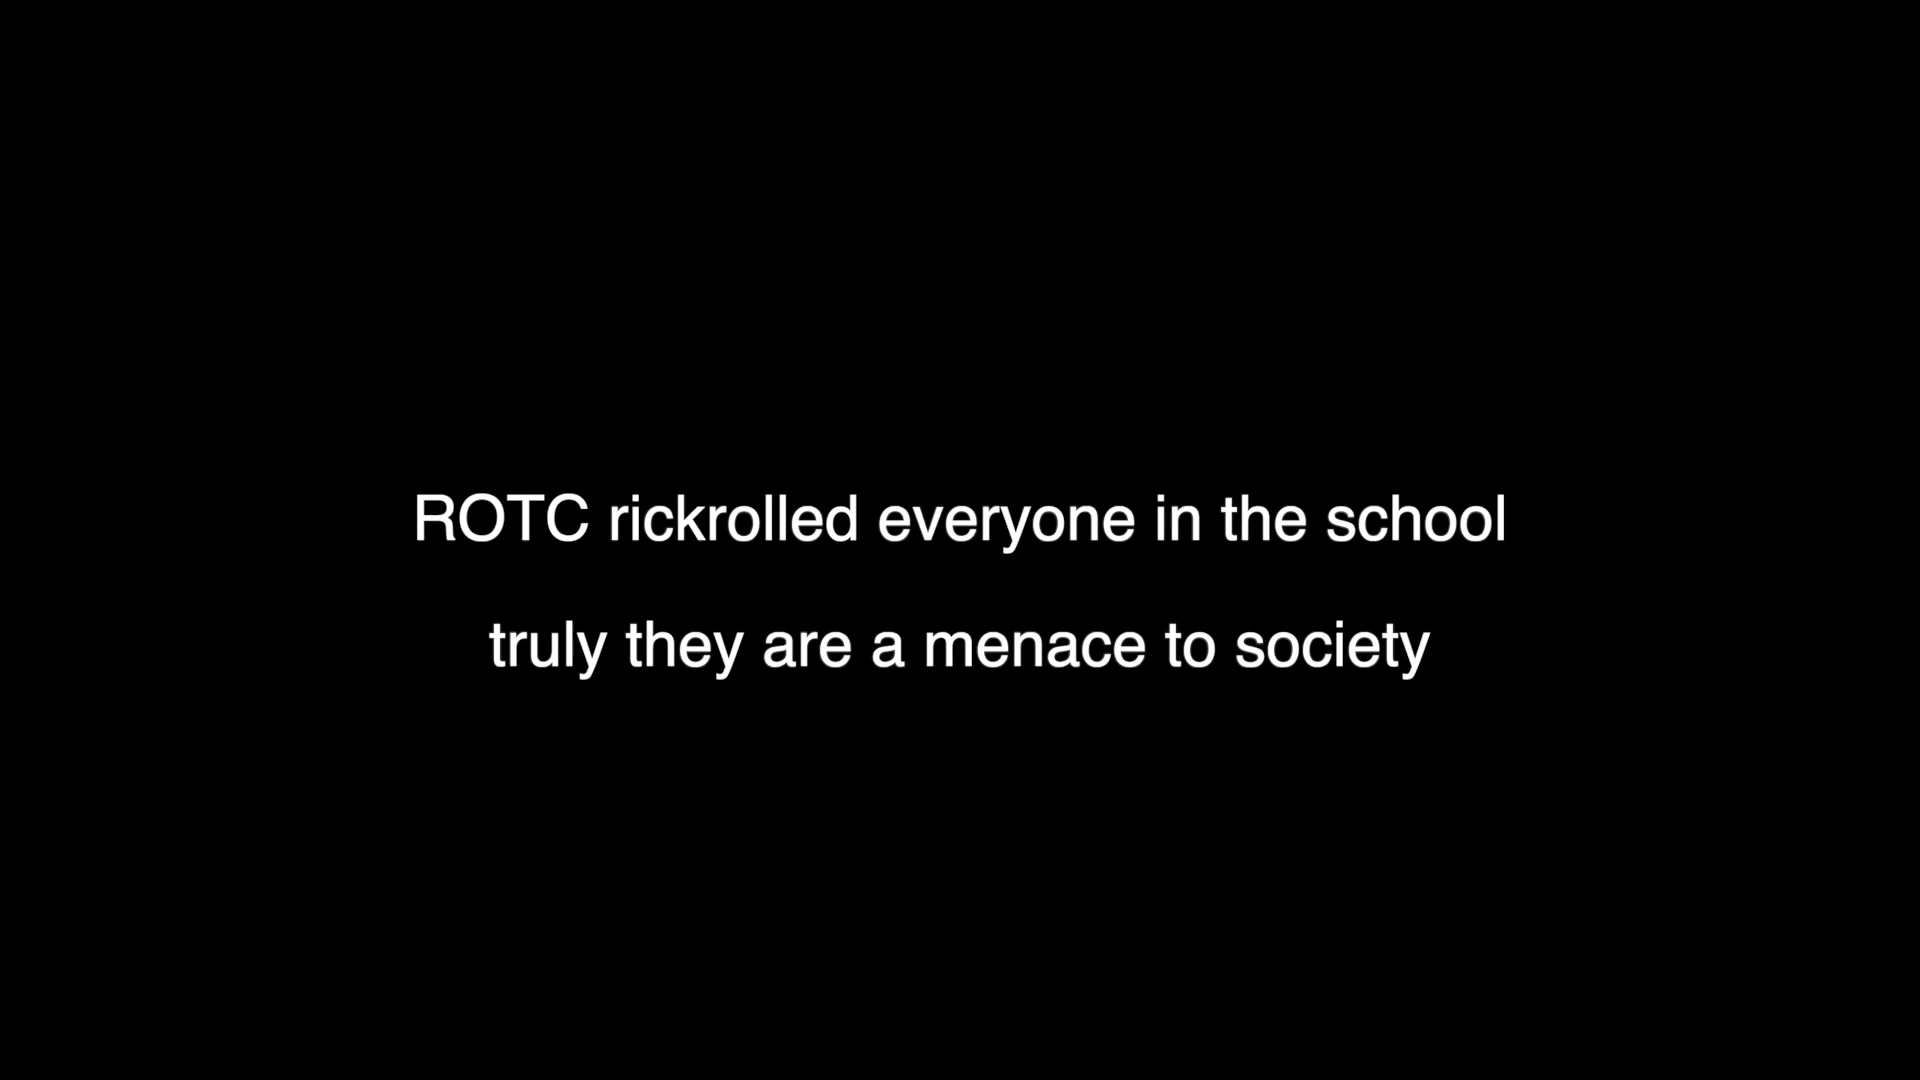 ROTC rickrolled everyone in the school
truly they are a menace to society